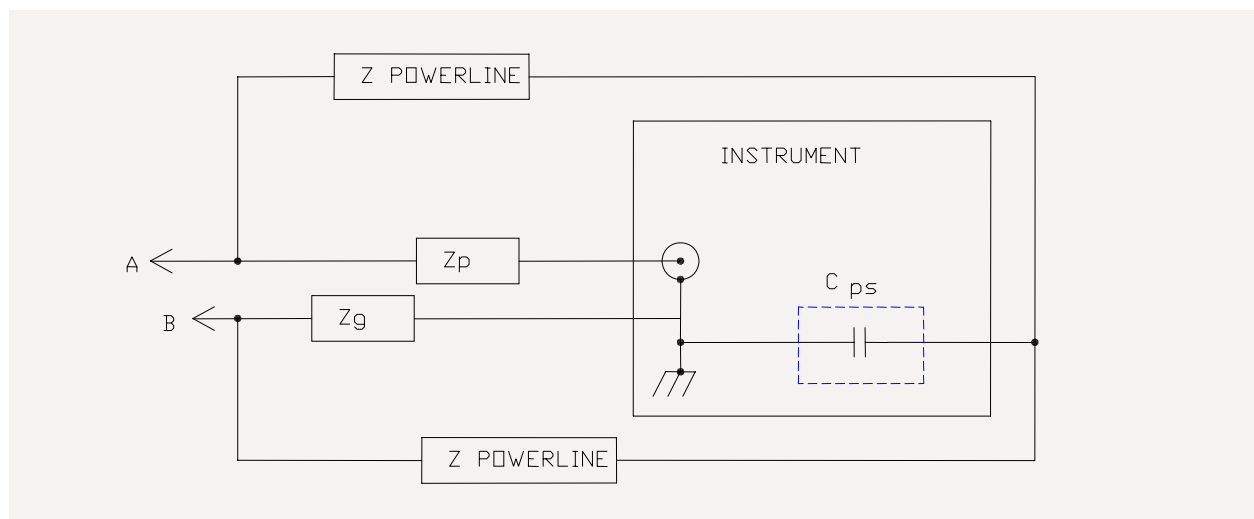 Z POWERLINE
INSTRUMENT
A
Zp
C ps
B
Zg
Z POWERLINE